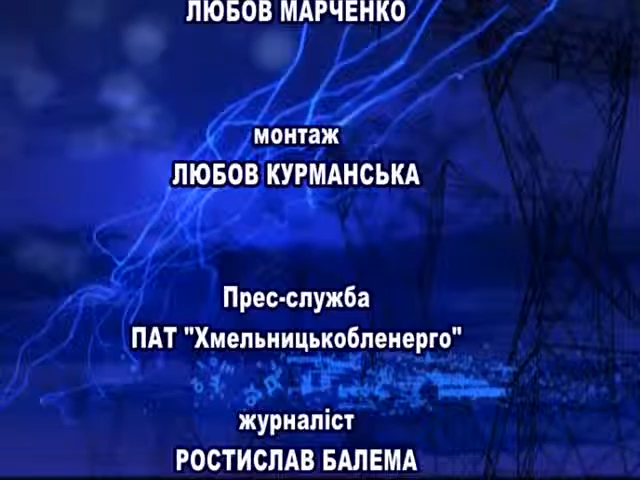 ЛЮБОВ МАРЧЕНКО
монтаж
ЛЮБОВ КУРМАНСЬКА
Прес-служба
ПАТ "Хмельницькобленерго"
журналіст
РОСТИСЛАВ БАЛЕМА